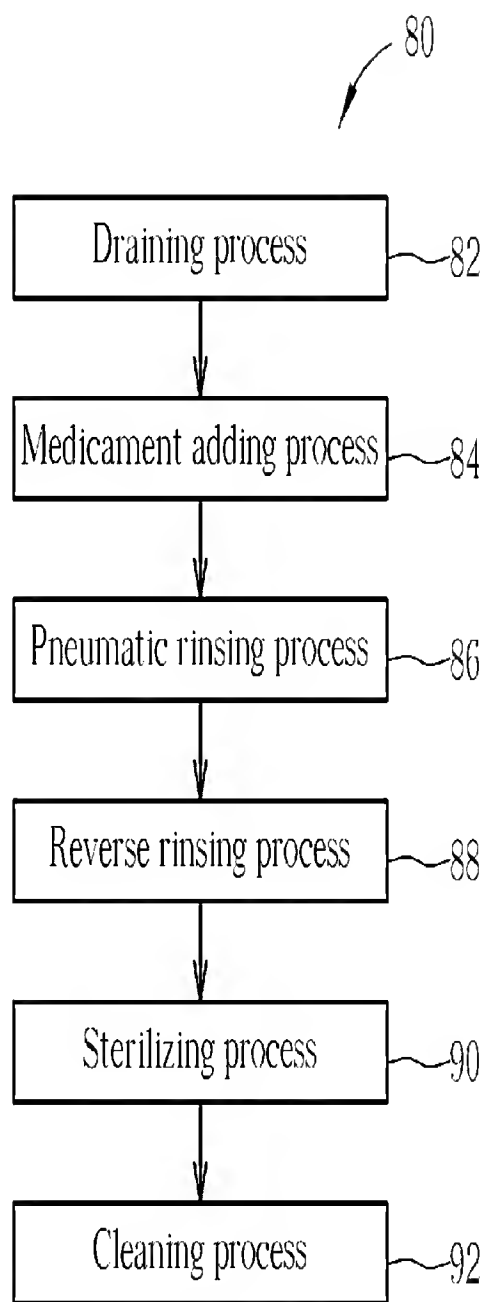 80
Draining process
82
Medicament adding process
84
Pneumatic rinsing process
86
Reverse rinsing process
88
Sterilizing process
90
Cleaning process
92